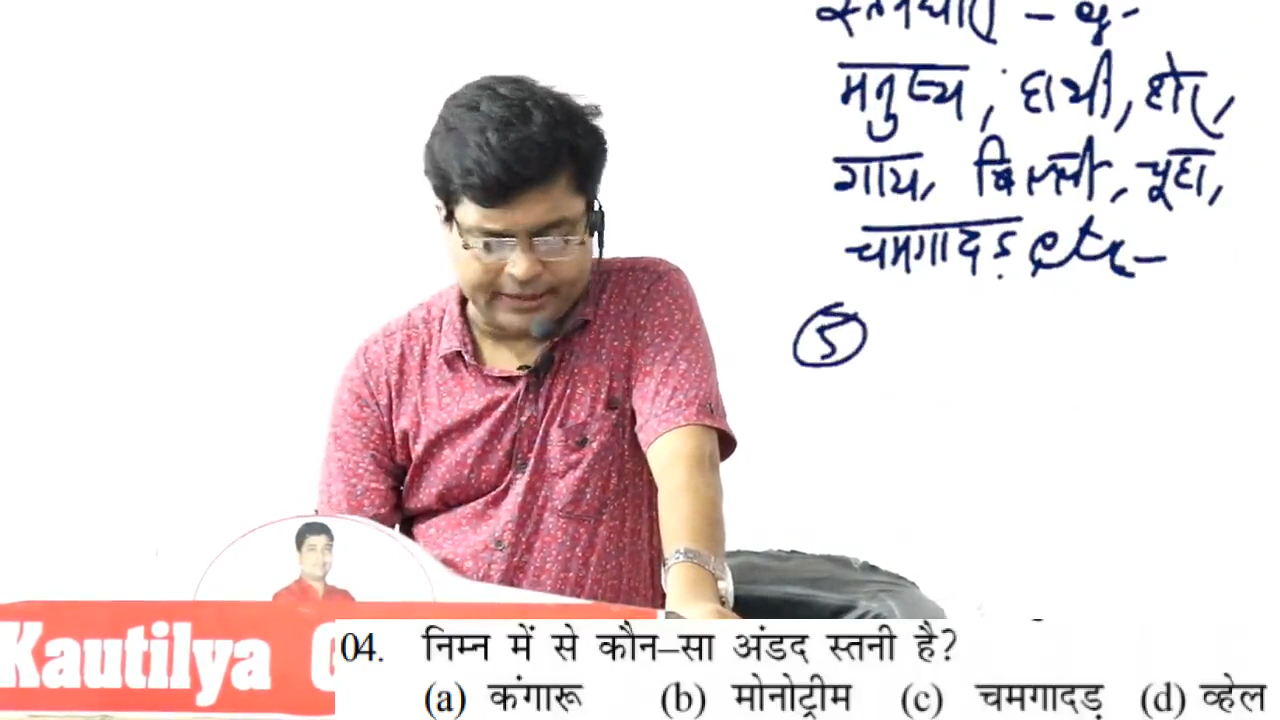 मनुष्य, हाथी, शेर,
गाय, बिल्ली, चूहा,
चमगादड़ etc-
5
Kautilya G
04. निम्न में से कौन–सा अंडद स्तनी है?
(a) कंगारू (b) मोनोट्रीम (c) चमगादड़ (d) व्हेल